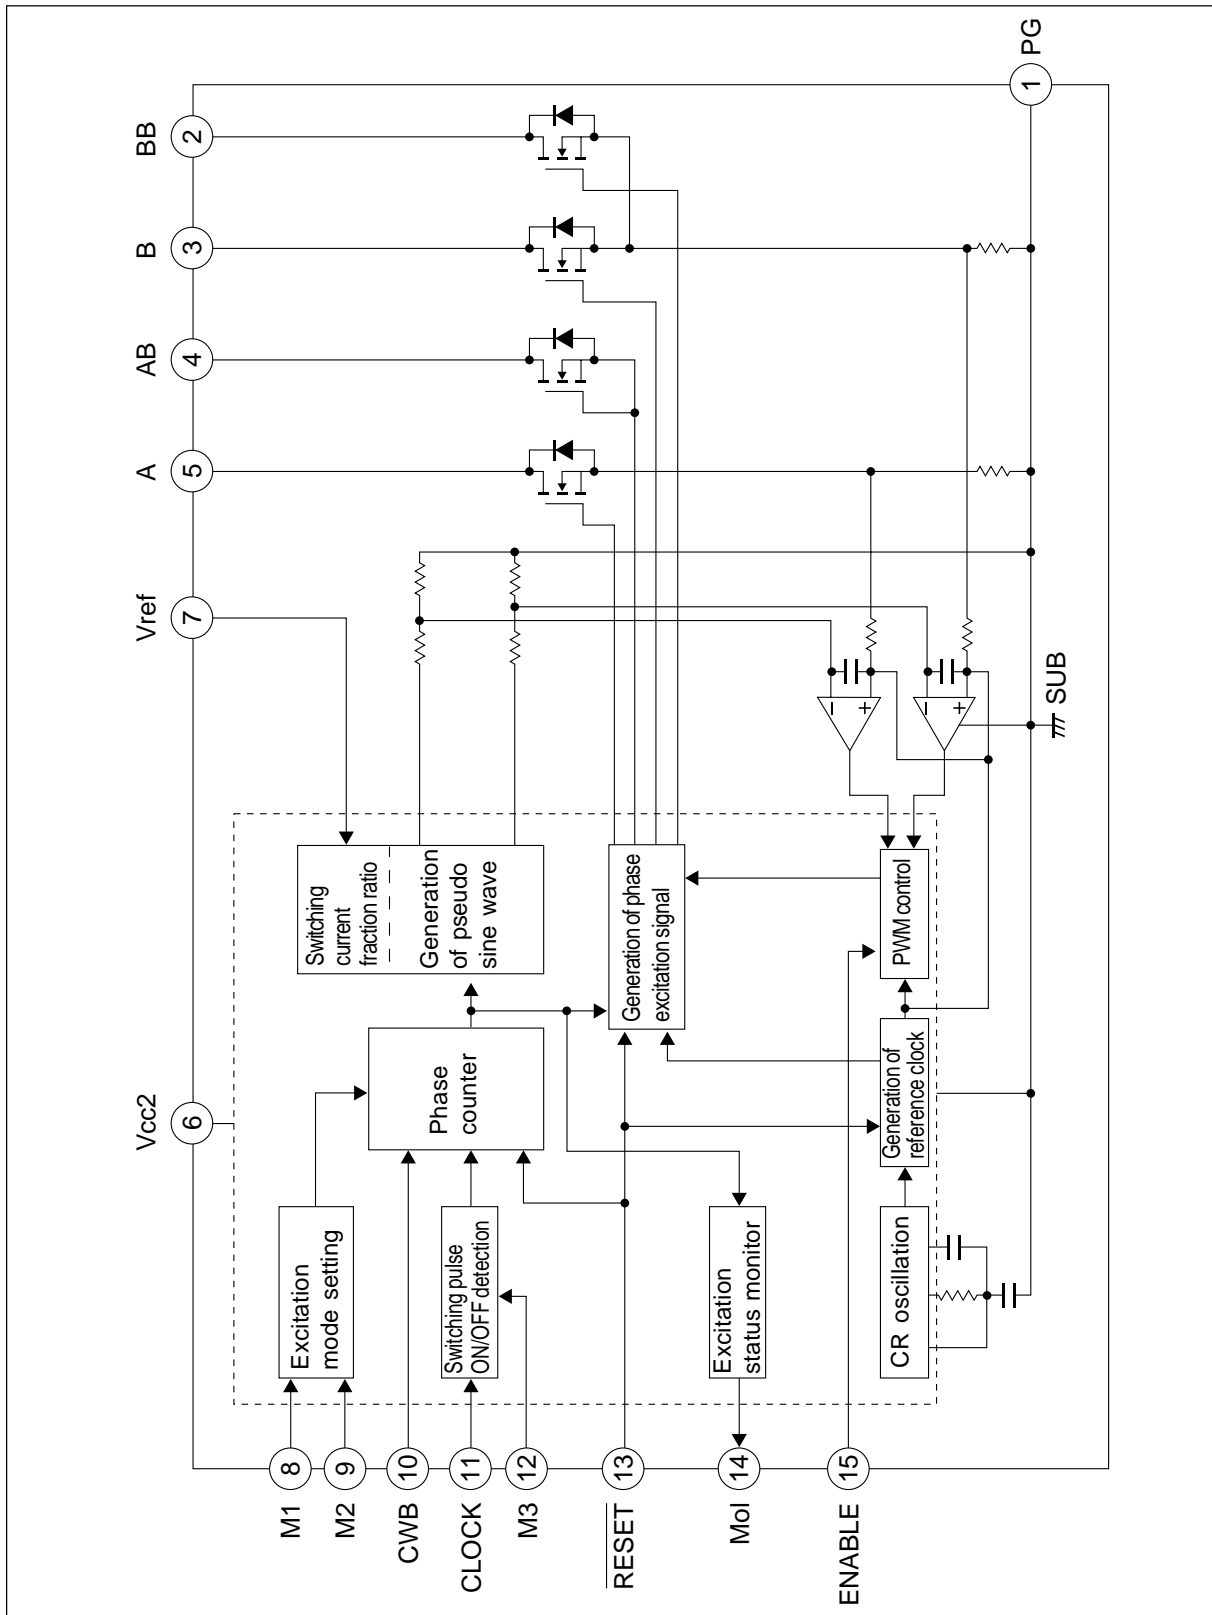 Vcc2
6
Vref
7
A
5
AB
4
B
3
BB
2
PG
1
M1
8
M2
9
CWB
10
CLOCK
11
M3
12
RESET
13
MoI
14
ENABLE
15
Excitation
mode setting
Phase
counter
Switching
current
fraction ratio
Generation
of pseudo
sine wave
Switching pulse
ON/OFF detection
Generation of phase
excitation signal
Excitation
status monitor
CR oscillation
Generation of
reference clock
PWM control
−
+
−
+
SUB